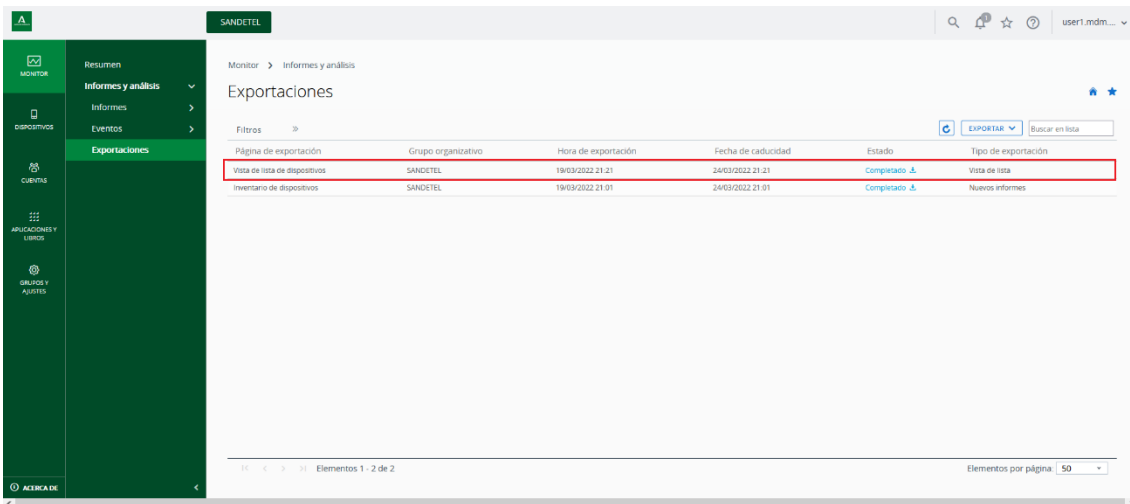 A
SANDETEL
1
user1.mdm....
MONITOR
DISPOSITIVOS
CUENTAS
APLICACIONES Y
LIBROS
GRUPOS Y
AJUSTES
ACERCA DE
Resumen
Informes y análisis
Informes
Eventos
Exportaciones
Monitor > Informes y análisis
Exportaciones
Filtros »
EXPORTAR
Buscar en lista
Página de exportación Grupo organizativo Hora de exportación Fecha de caducidad Estado Tipo de exportación
Vista de lista de dispositivos SANDETEL 19/03/2022 21:21 24/03/2022 21:21 Completado Vista de lista
Inventario de dispositivos SANDETEL 19/03/2022 21:01 24/03/2022 21:01 Completado Nuevos informes
Elementos 1 - 2 de 2
Elementos por página: 50